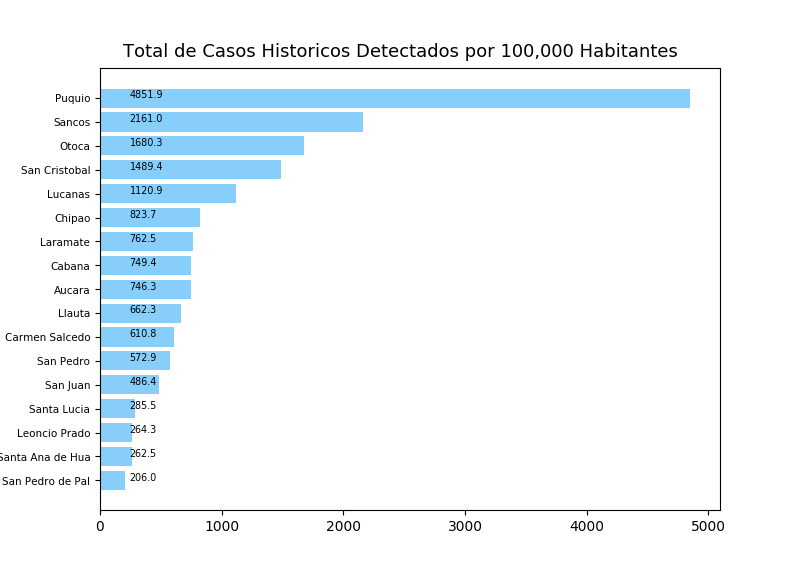 Total de Casos Historicos Detectados por 100,000 Habitantes
Puquio 4851.9
Sancos 2161.0
Otoca 1680.3
San Cristobal 1489.4
Lucanas 1120.9
Chipao 823.7
Laramate 762.5
Cabana 749.4
Aucara 746.3
Llauta 662.3
Carmen Salcedo 610.8
San Pedro 572.9
San Juan 486.4
Santa Lucia 285.5
Leoncio Prado 264.3
Santa Ana de Hua 262.5
San Pedro de Pal 206.0
0 1000 2000 3000 4000 5000